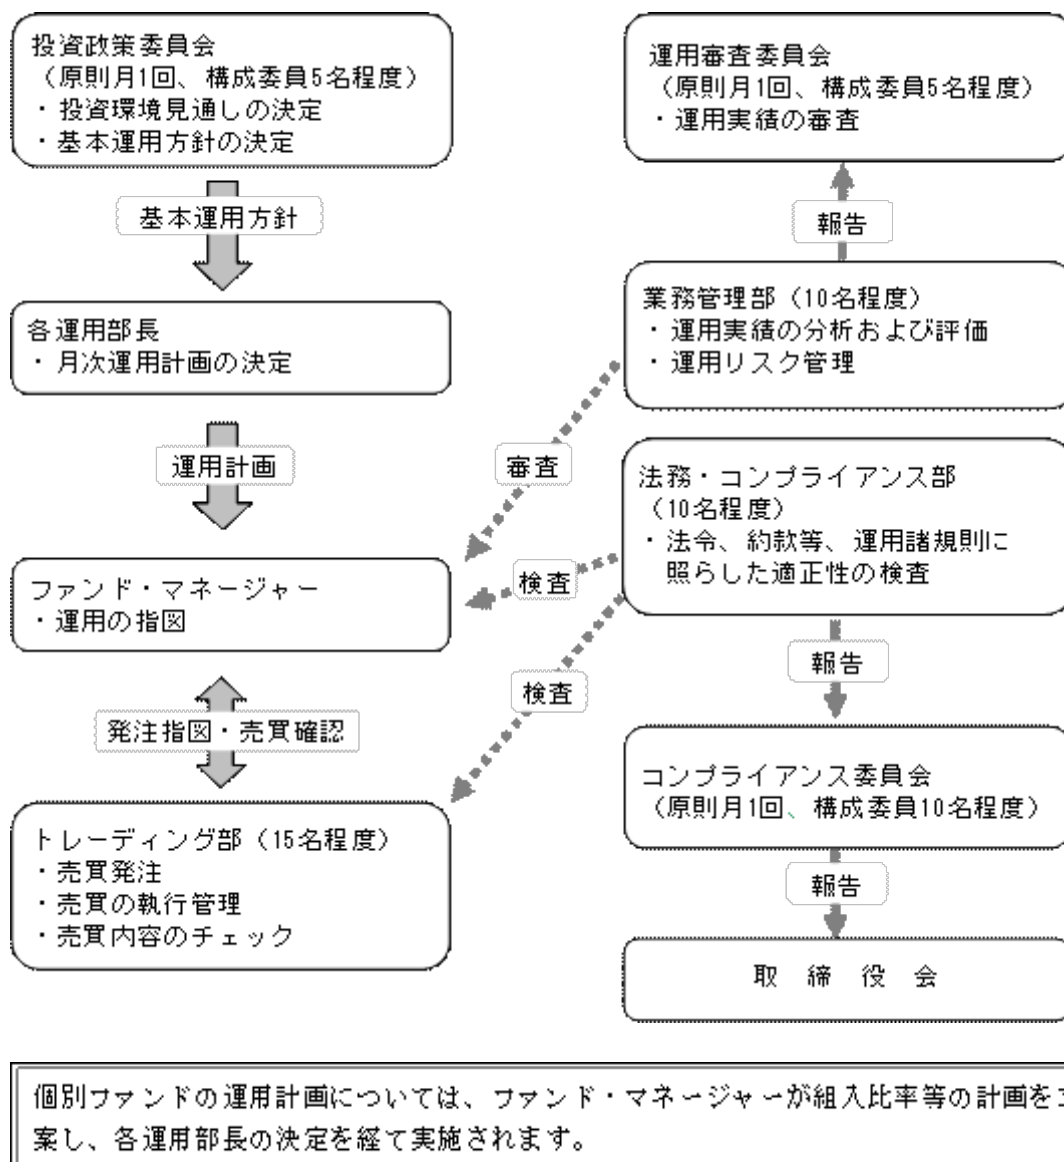 投資政策委員会
（原則月1回、構成委員5名程度）
・投資環境見通しの決定
・基本運用方針の決定
基本運用方針
各運用部長
・月次運用計画の決定
運用計画
ファンド・マネージャー
・運用の指図
発注指図・売買確認
トレーディング部（15名程度）
・売買発注
・売買の執行管理
・売買内容のチェック
運用審査委員会
（原則月1回、構成委員5名程度）
・運用実績の審査
報告
業務管理部（10名程度）
・運用実績の分析および評価
・運用リスク管理
審査
法務・コンプライアンス部
（10名程度）
・法令、約款等、運用諸規則に
照らした適正性の検査
検査
検査
報告
コンプライアンス委員会
（原則月1回、構成委員10名程度）
報告
取　締　役　会
個別ファンドの運用計画については、ファンド・マネージャーが組入比率等の計画を
案し、各運用部長の決定を経て実施されます。